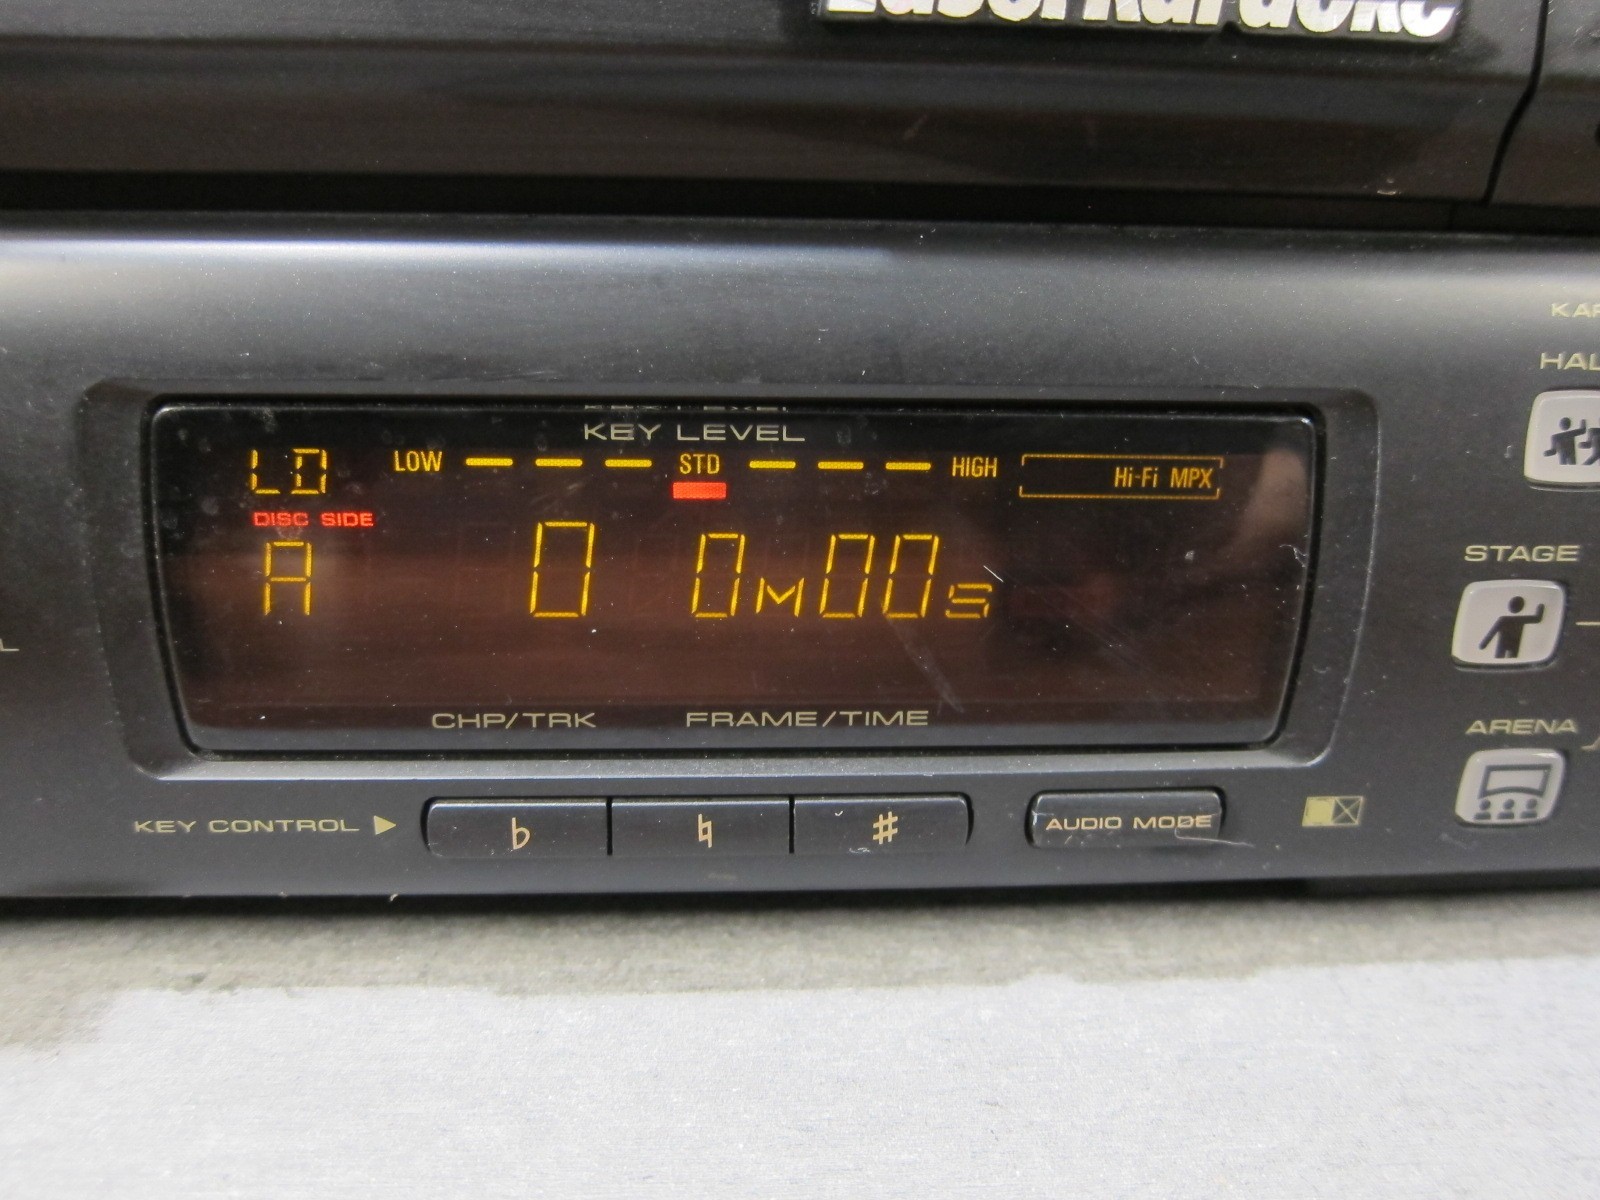 LaserKaraoke
KEY LEVEL
LD LOW STD HIGH Hi-Fi MPX
DISC SIDE
A 0 0M00S
CHP/TRK FRAME/TIME
KEY CONTROL ▶ ♭ ♮ ♯ AUDIO MODE
STAGE
ARENA